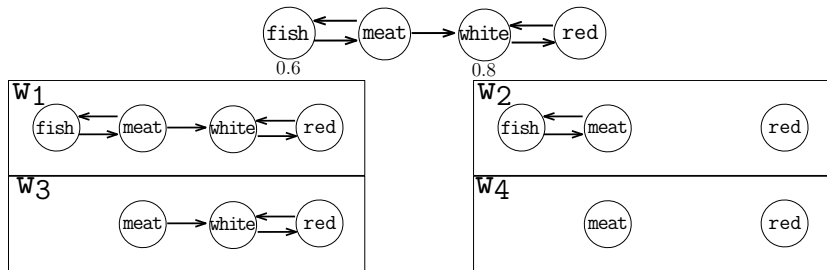 fish meat white red
0.6 0.8
w1 w2
fish meat white red fish meat red
w3 w4
meat white red meat red